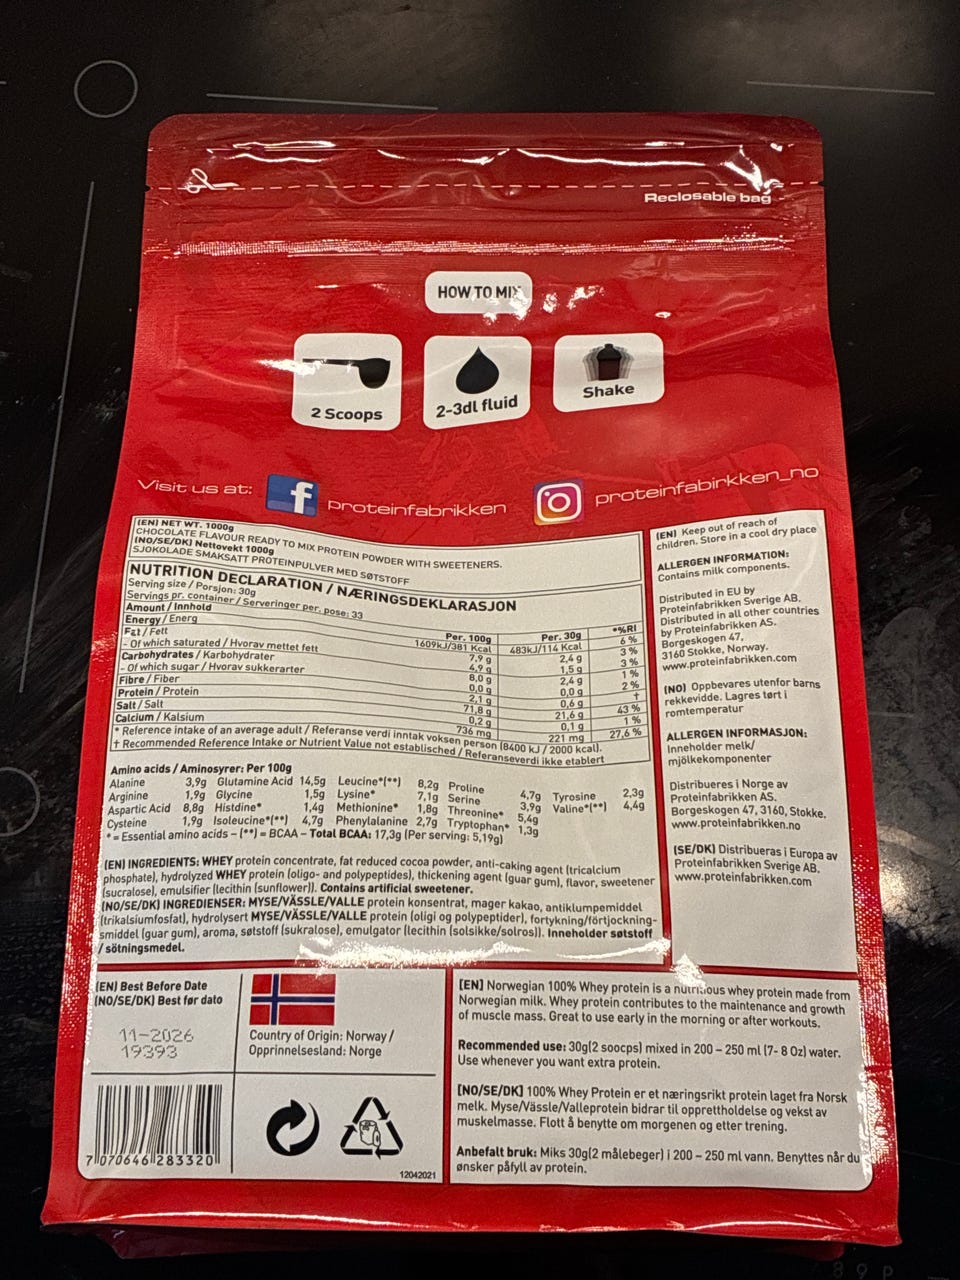 Reclosable bag
HOW TO MIX
2 Scoops
2-3dl fluid
Shake
Visit us at:
f
proteinfabrikken
proteinfabirkken_no
(EN) NET WT. 1000g
CHOCOLATE FLAVOUR READY TO MIX PROTEIN POWDER WITH SWEETENERS.
(NO/SE/DK) Nettovekt 1000g
SJOKOLADE SMAKSATT PROTEINPULVER MED SØTSTOFF
NUTRITION DECLARATION / NÆRINGSDEKLARASJON
Serving size / Porsjon: 30g
Servings pr. container / Serveringer per. pose: 33
Amount / Innhold Per. 100g Per. 30g *%RI
Energy / Energ 1609kJ/381 Kcal 483kJ/114 Kcal 6 %
Fat / Fett 7,9 g 2,4 g 3 %
- Of which saturated / Hvorav mettet fett 4,9 g 1,5 g 3 %
Carbohydrates / Karbohydrater 8,0 g 2,4 g 1 %
- Of which sugar / Hvorav sukkerarter 0,0 g 0,0 g 2 %
Fibre / Fiber 2,1 g 0,6 g †
Protein / Protein 71,8 g 21,6 g 43 %
Salt / Salt 0,2 g 0,1 g 1 %
Calcium / Kalsium 736 mg 221 mg 27,6 %
* Reference intake of an average adult / Referanse verdi inntak voksen person (8400 kJ / 2000 kcal).
† Recommended Reference Intake or Nutrient Value not establisched / Referanseverdi ikke etablert
Amino acids / Aminosyrer: Per 100g
Alanine 3,9g Glutamine Acid 14,5g Leucine*(**) 8,2g Proline 4,7g Tyrosine 2,3g
Arginine 1,9g Glycine 1,5g Lysine* 7,1g Serine 3,9g Valine*(**) 4,4g
Aspartic Acid 8,8g Histdine* 1,4g Methionine* 1,8g Threonine* 5,4g
Cysteine 1,9g Isoleucine*(**) 4,7g Phenylalanine 2,7g Tryptophan* 1,3g
* = Essential amino acids – (**) = BCAA – Total BCAA: 17,3g (Per serving: 5,19g)
(EN) INGREDIENTS: WHEY protein concentrate, fat reduced cocoa powder, anti-caking agent (tricalcium
phosphate), hydrolyzed WHEY protein (oligo- and polypeptides), thickening agent (guar gum), flavor, sweetener
(sucralose), emulsifier (lecithin (sunflower)). Contains artificial sweetener.
(NO/SE/DK) INGREDIENSER: MYSE/VÄSSLE/VALLE protein konsentrat, mager kakao, antiklumpemiddel
(trikalsiumfosfat), hydrolysert MYSE/VÄSSLE/VALLE protein (oligi og polypeptider), fortykning/förtjockning-
smiddel (guar gum), aroma, søtstoff (sukralose), emulgator (lecithin (solsikke/solros)). Inneholder søtstoff
/ sötningsmedel.
(EN) Keep out of reach of
children. Store in a cool dry place
ALLERGEN INFORMATION:
Contains milk components.
Distributed in EU by
Proteinfabrikken Sverige AB.
Distributed in all other countries
by Proteinfabrikken AS.
Borgeskogen 47,
3160 Stokke, Norway.
www.proteinfabrikken.com
(NO) Oppbevares utenfor barns
rekkevidde. Lagres tørt i
romtemperatur
ALLERGEN INFORMASJON:
Inneholder melk/
mjölkekomponenter
Distribueres i Norge av
Proteinfabrikken AS.
Borgeskogen 47, 3160, Stokke.
www.proteinfabrikken.no
(SE/DK) Distribueras i Europa av
Proteinfabrikken Sverige AB.
www.proteinfabrikken.com
(EN) Best Before Date
(NO/SE/DK) Best før dato
11-2026
19393
Country of Origin: Norway /
Opprinnelsesland: Norge
7 070646 283320
12042021
[EN] Norwegian 100% Whey protein is a nutritious whey protein made from
Norwegian milk. Whey protein contributes to the maintenance and growth
of muscle mass. Great to use early in the morning or after workouts.
Recommended use: 30g(2 soocps) mixed in 200 – 250 ml (7- 8 Oz) water.
Use whenever you want extra protein.
[NO/SE/DK] 100% Whey Protein er et næringsrikt protein laget fra Norsk
melk. Myse/Vässle/Valleprotein bidrar til opprettholdelse og vekst av
muskelmasse. Flott å benytte om morgenen og etter trening.
Anbefalt bruk: Miks 30g(2 målebeger) i 200 – 250 ml vann. Benyttes når du
ønsker påfyll av protein.